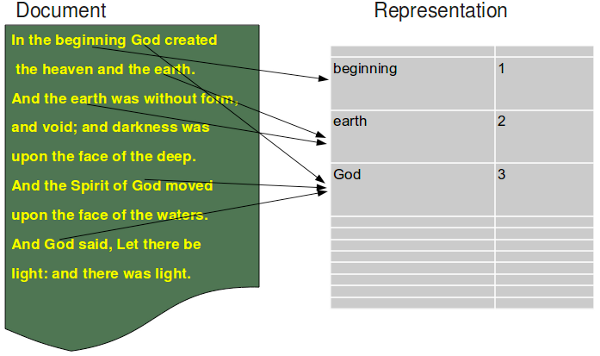 Document
Representation
In the beginning God created
the heaven and the earth.
And the earth was without form,
and void; and darkness was
upon the face of the deep.
And the Spirit of God moved
upon the face of the waters.
And God said, Let there be
light: and there was light.
beginning 1
earth 2
God 3